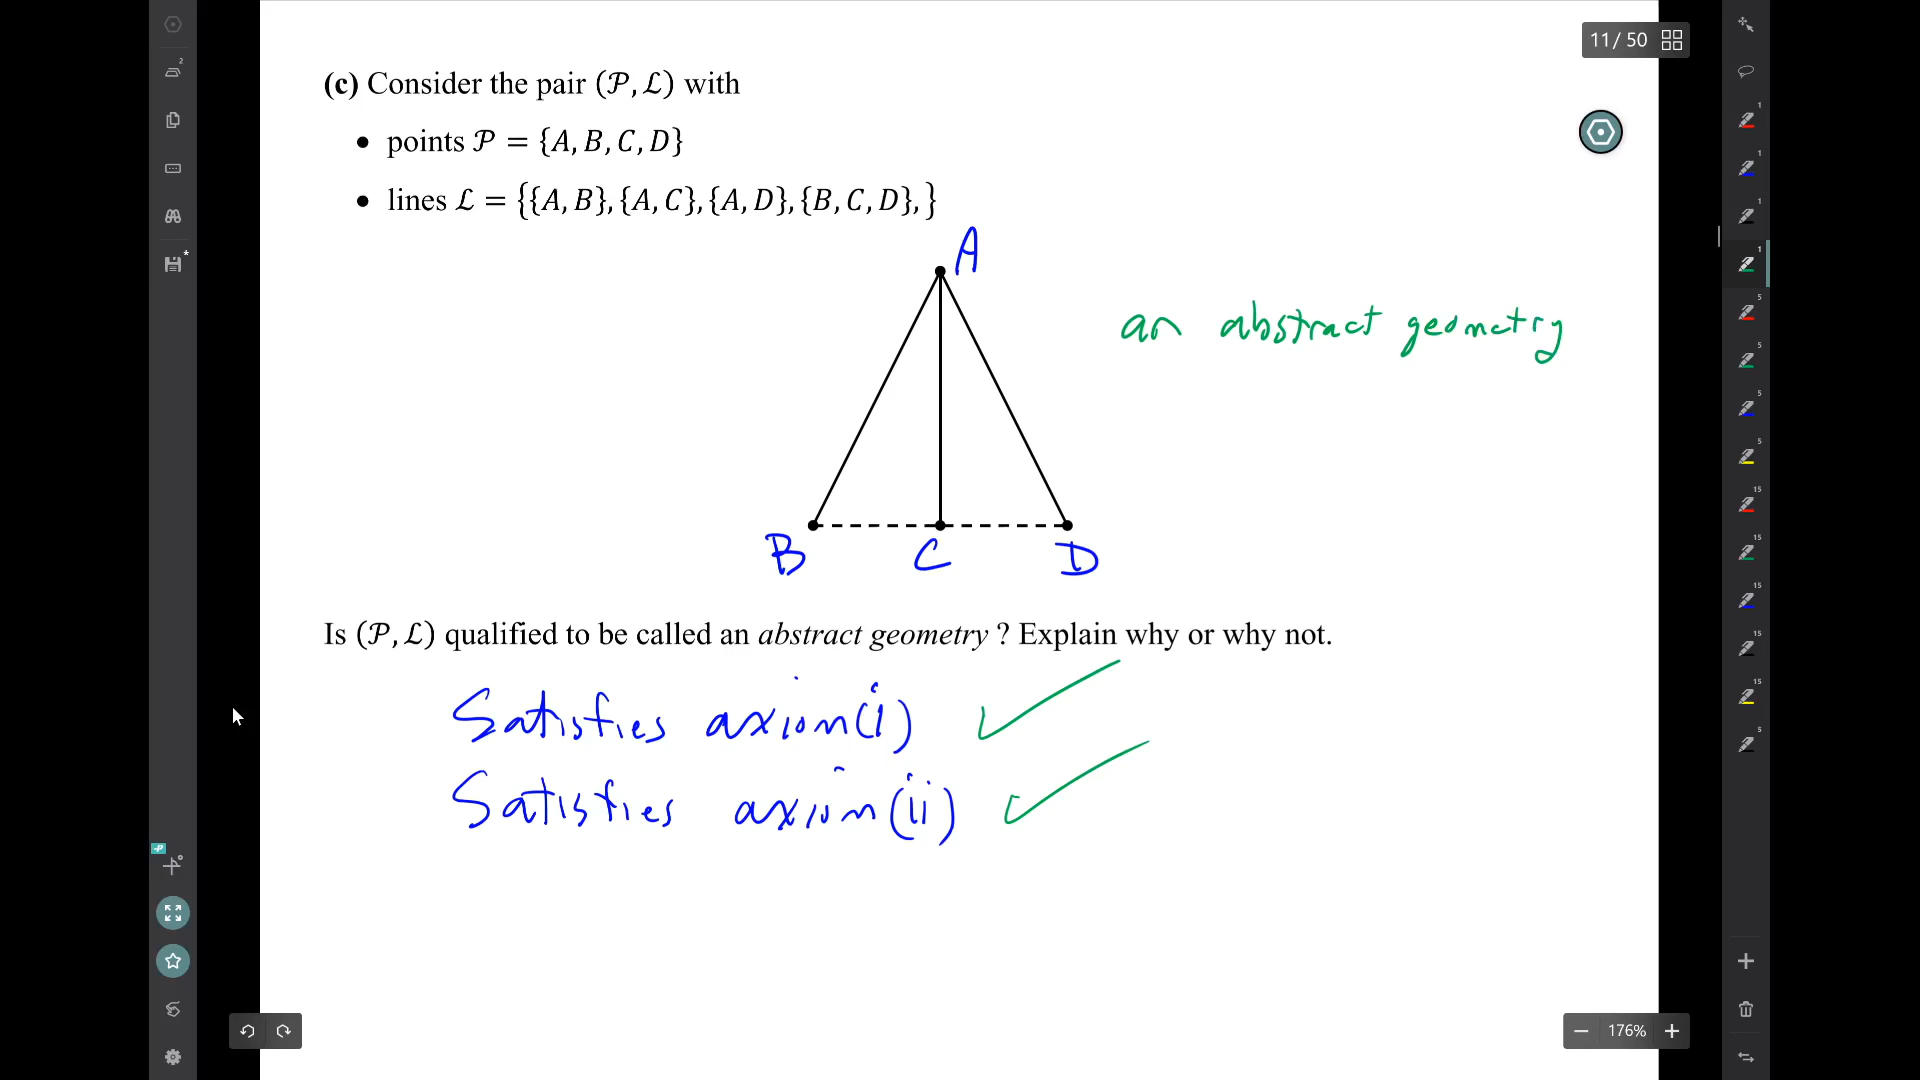 11 / 50
(c) Consider the pair (𝒫, ℒ) with
• points 𝒫 = {A, B, C, D}
• lines ℒ = {{A, B}, {A, C}, {A, D}, {B, C, D}, }
A
an abstract geometry
B C D
Is (𝒫, ℒ) qualified to be called an abstract geometry ? Explain why or why not.
Satisfies axiom (i) ✓
Satisfies axiom (ii) ✓
176%